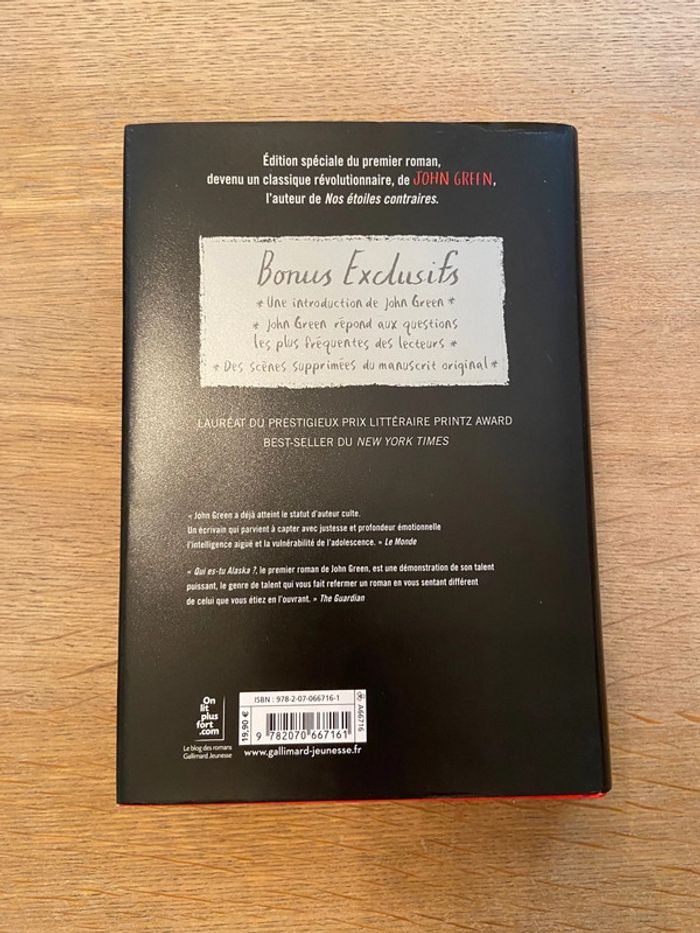 Édition spéciale du premier roman,
devenu un classique révolutionnaire, de JOHN GREEN,
l'auteur de Nos étoiles contraires.
Bonus Exclusifs
* Une introduction de John Green *
* John Green répond aux questions
les plus fréquentes des lecteurs *
* Des scènes supprimées du manuscrit original *
LAURÉAT DU PRESTIGIEUX PRIX LITTÉRAIRE PRINTZ AWARD
BEST-SELLER DU NEW YORK TIMES
« John Green a déjà atteint le statut d'auteur culte.
Un écrivain qui parvient à capter avec justesse et profondeur émotionnelle
l'intelligence aiguë et la vulnérabilité de l'adolescence. » Le Monde
« Qui es-tu Alaska ?, le premier roman de John Green, est une démonstration de son talent
puissant, le genre de talent qui vous fait refermer un roman en vous sentant différent
de celui que vous étiez en l'ouvrant. » The Guardian
On
lit
plus
fort
.com
Le blog des romans
Gallimard Jeunesse
19,90 €
ISBN : 978-2-07-066716-1
9 782070 667161
A66716
www.gallimard-jeunesse.fr